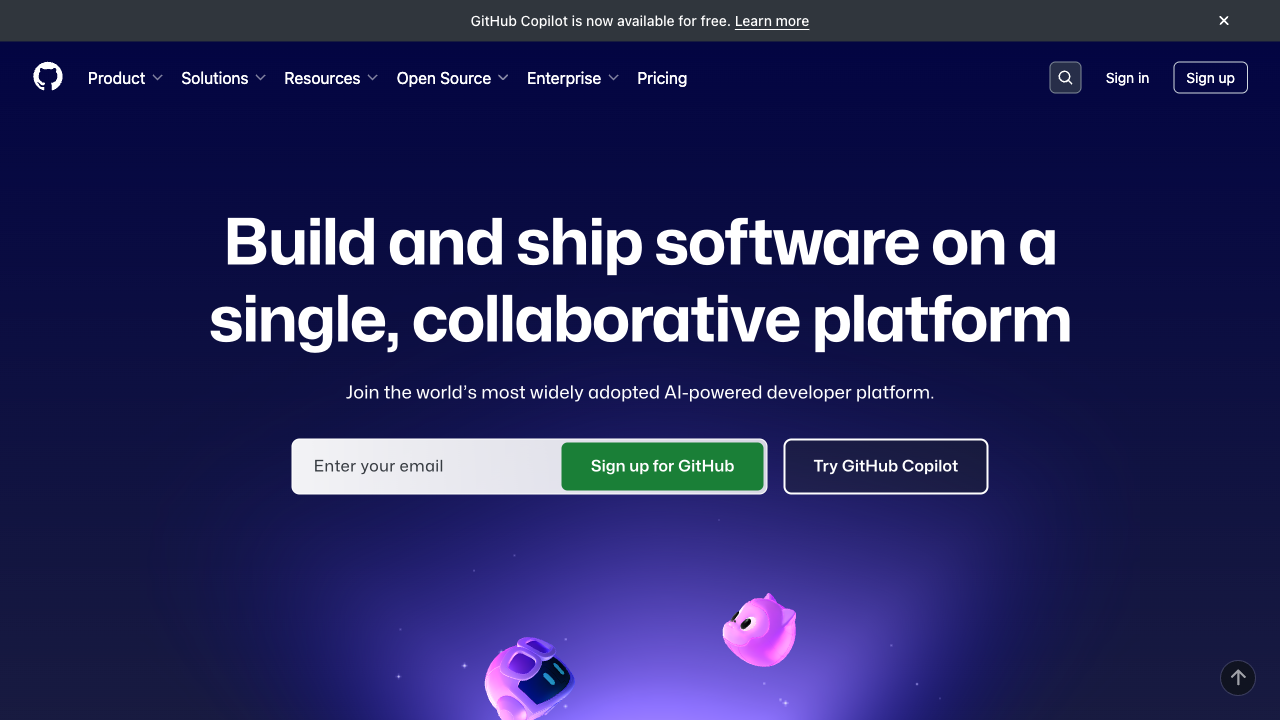 GitHub Copilot is now available for free. Learn more
Product Solutions Resources Open Source Enterprise Pricing Sign in Sign up
Build and ship software on a
single, collaborative platform
Join the world’s most widely adopted AI-powered developer platform.
Enter your email Sign up for GitHub Try GitHub Copilot